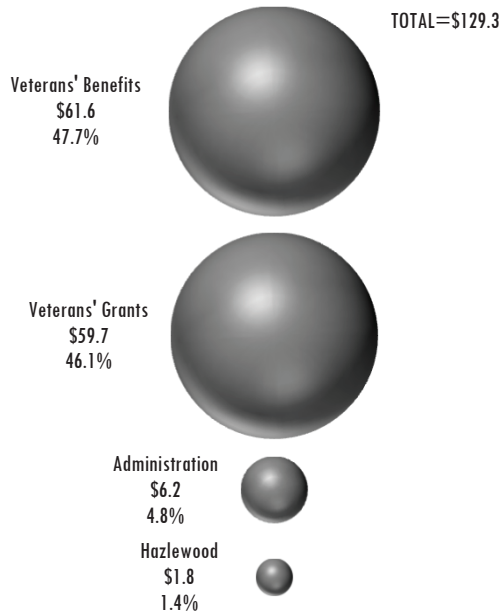 TOTAL=$129.3
Veterans' Benefits
$61.6
47.7%
Veterans' Grants
$59.7
46.1%
Administration
$6.2
4.8%
Hazlewood
$1.8
1.4%